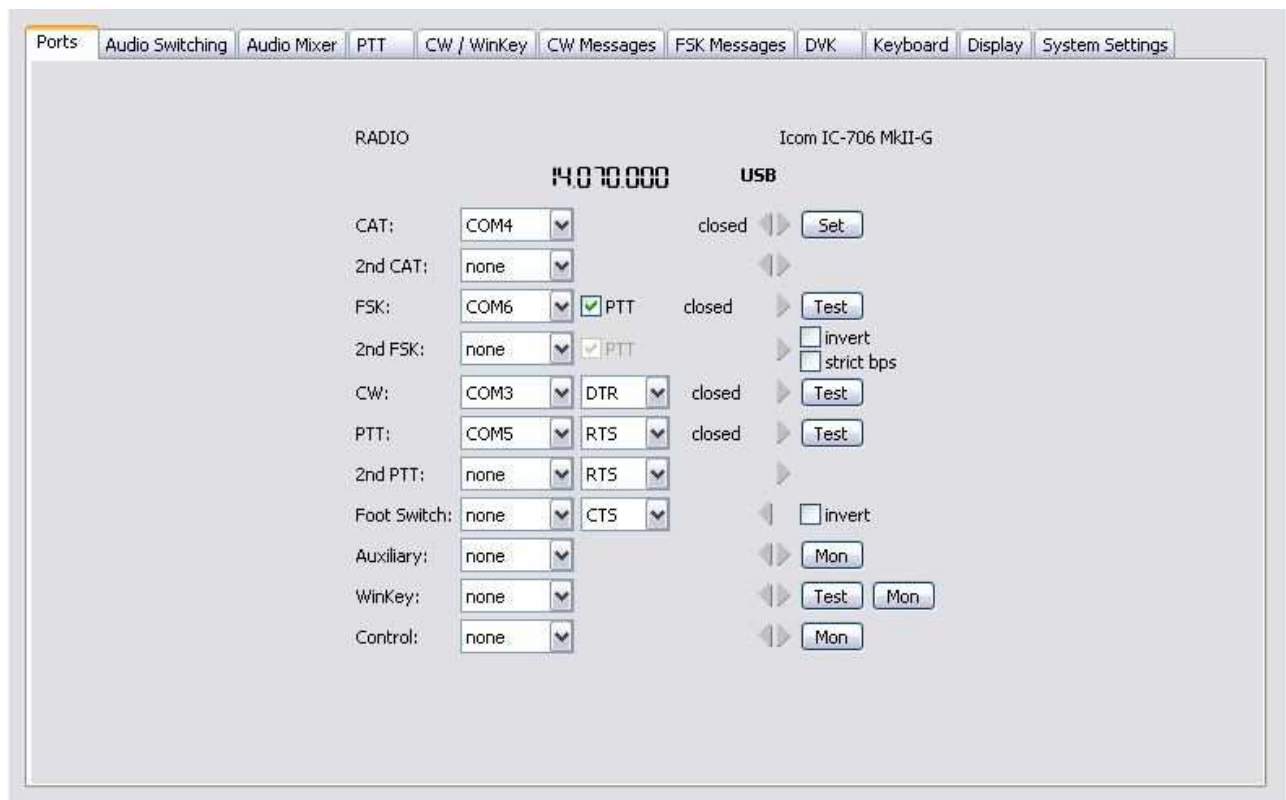 Ports Audio Switching Audio Mixer PTT CW / WinKey CW Messages FSK Messages DVK Keyboard Display System Settings
RADIO Icom IC-706 MkII-G
14.070.000 USB
CAT: COM4 closed Set
2nd CAT: none
FSK: COM6 PTT closed Test
2nd FSK: none PTT invert
strict bps
CW: COM3 DTR closed Test
PTT: COM5 RTS closed Test
2nd PTT: none RTS
Foot Switch: none CTS invert
Auxiliary: none Mon
WinKey: none Test Mon
Control: none Mon